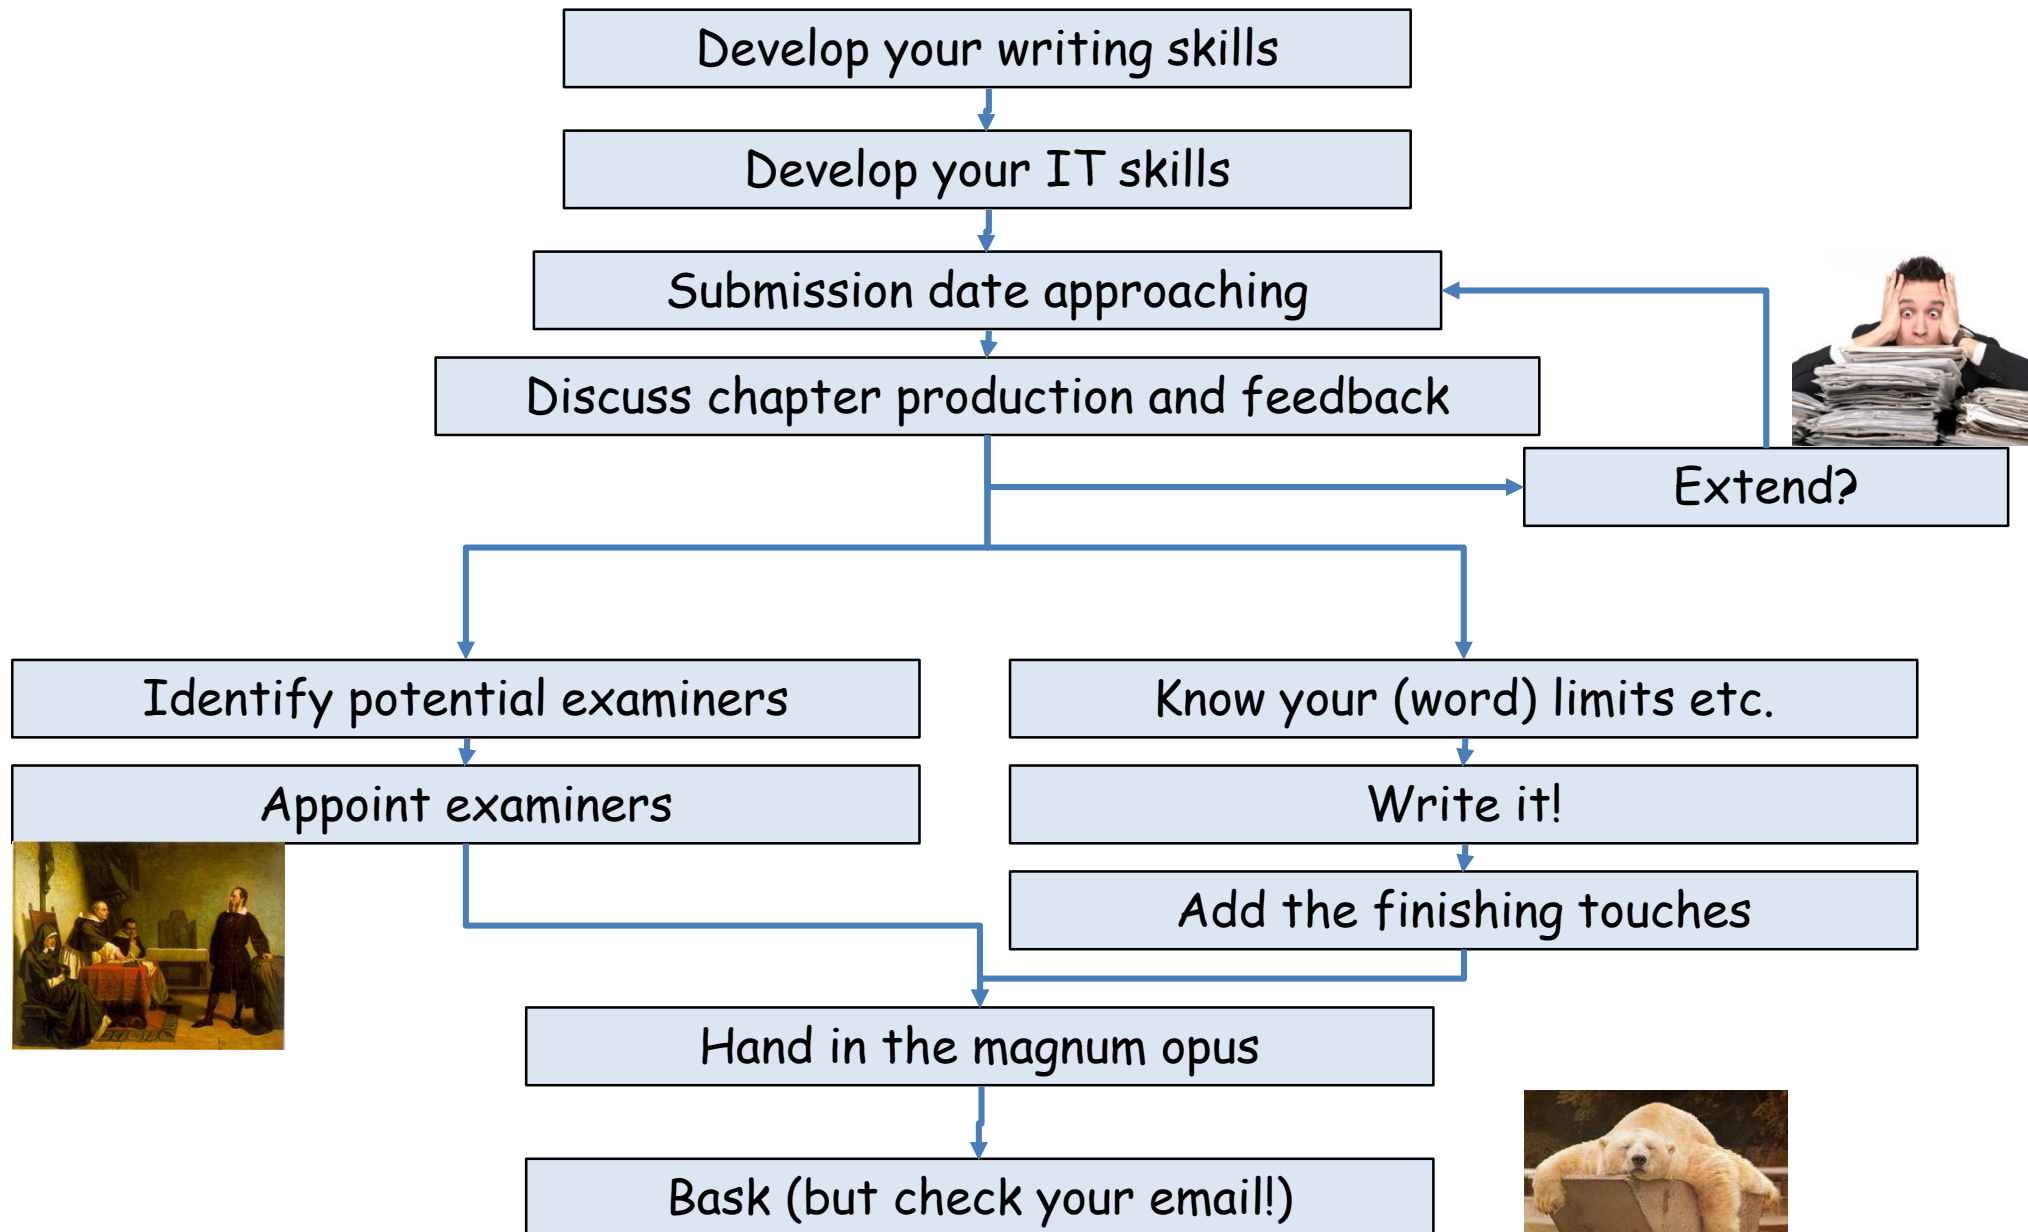 Develop your writing skills
Develop your IT skills
Submission date approaching
Discuss chapter production and feedback
Extend?
Identify potential examiners
Know your (word) limits etc.
Appoint examiners
Write it!
Add the finishing touches
Hand in the magnum opus
Bask (but check your email!)